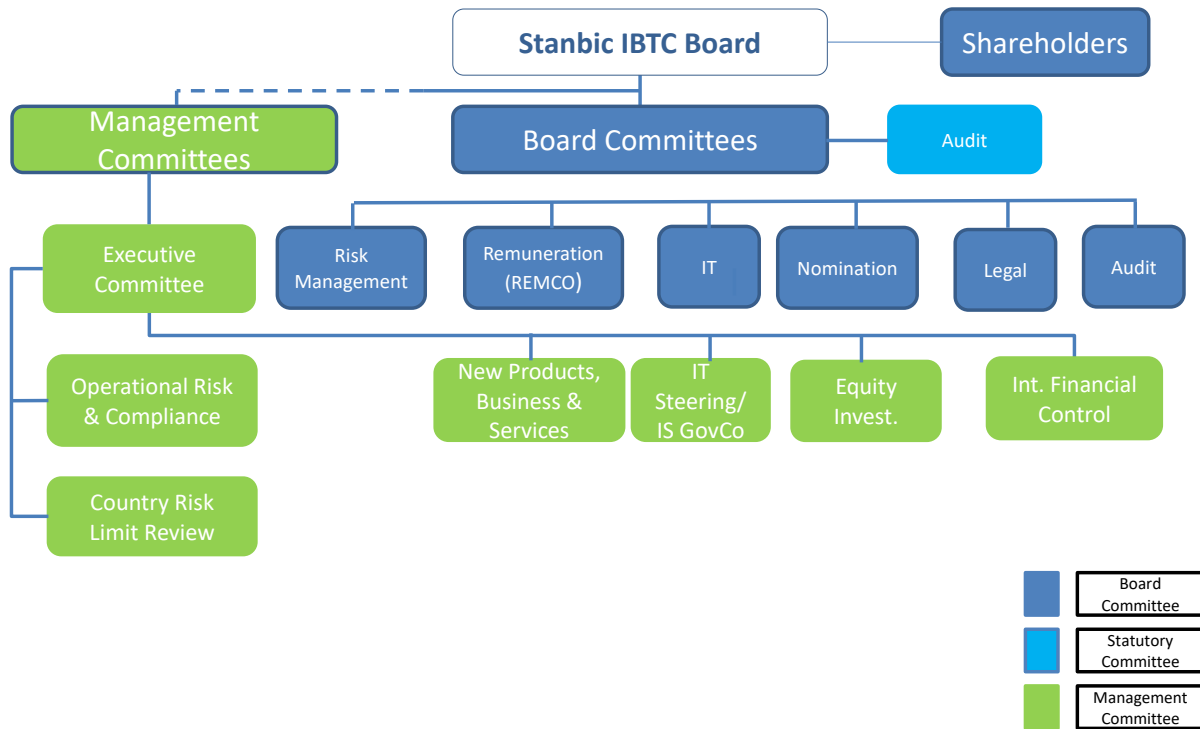 Stanbic IBTC Board
Shareholders
Management
Committees
Board Committees
Audit
Executive
Committee
Risk
Management
Remuneration
(REMCO)
IT
Nomination
Legal
Audit
Operational Risk
& Compliance
New Products,
Business &
Services
IT
Steering/
IS GovCo
Equity
Invest.
Int. Financial
Control
Country Risk
Limit Review
Board
Committee
Statutory
Committee
Management
Committee